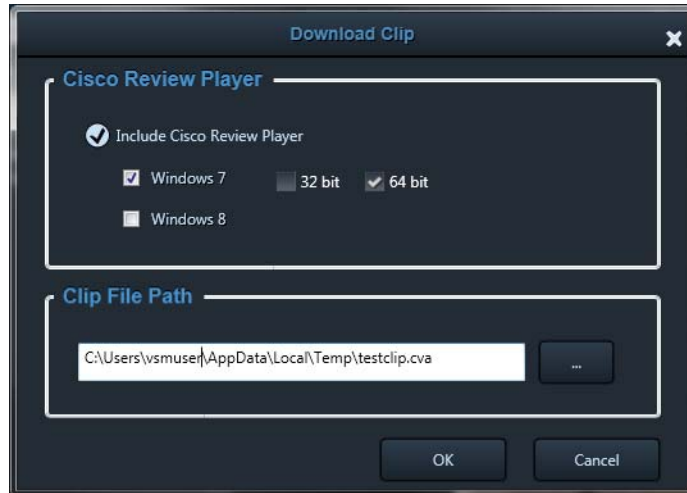 Download Clip
Cisco Review Player
Include Cisco Review Player
Windows 7 32 bit 64 bit
Windows 8
Clip File Path
C:\Users\vsmuser\AppData\Local\Temp\testclip.cva
...
OK Cancel